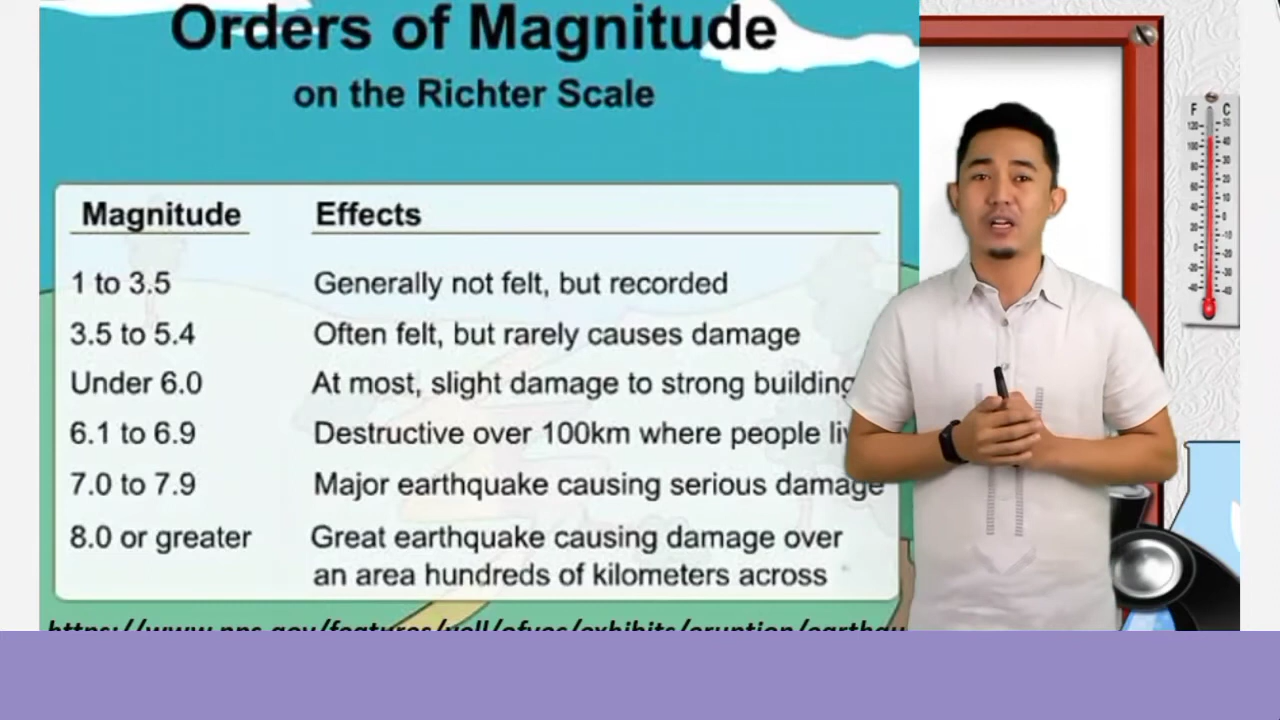 Orders of Magnitude
on the Richter Scale
Magnitude Effects
1 to 3.5 Generally not felt, but recorded
3.5 to 5.4 Often felt, but rarely causes damage
Under 6.0 At most, slight damage to strong building
6.1 to 6.9 Destructive over 100km where people liv
7.0 to 7.9 Major earthquake causing serious damage
8.0 or greater Great earthquake causing damage over
an area hundreds of kilometers across
F C